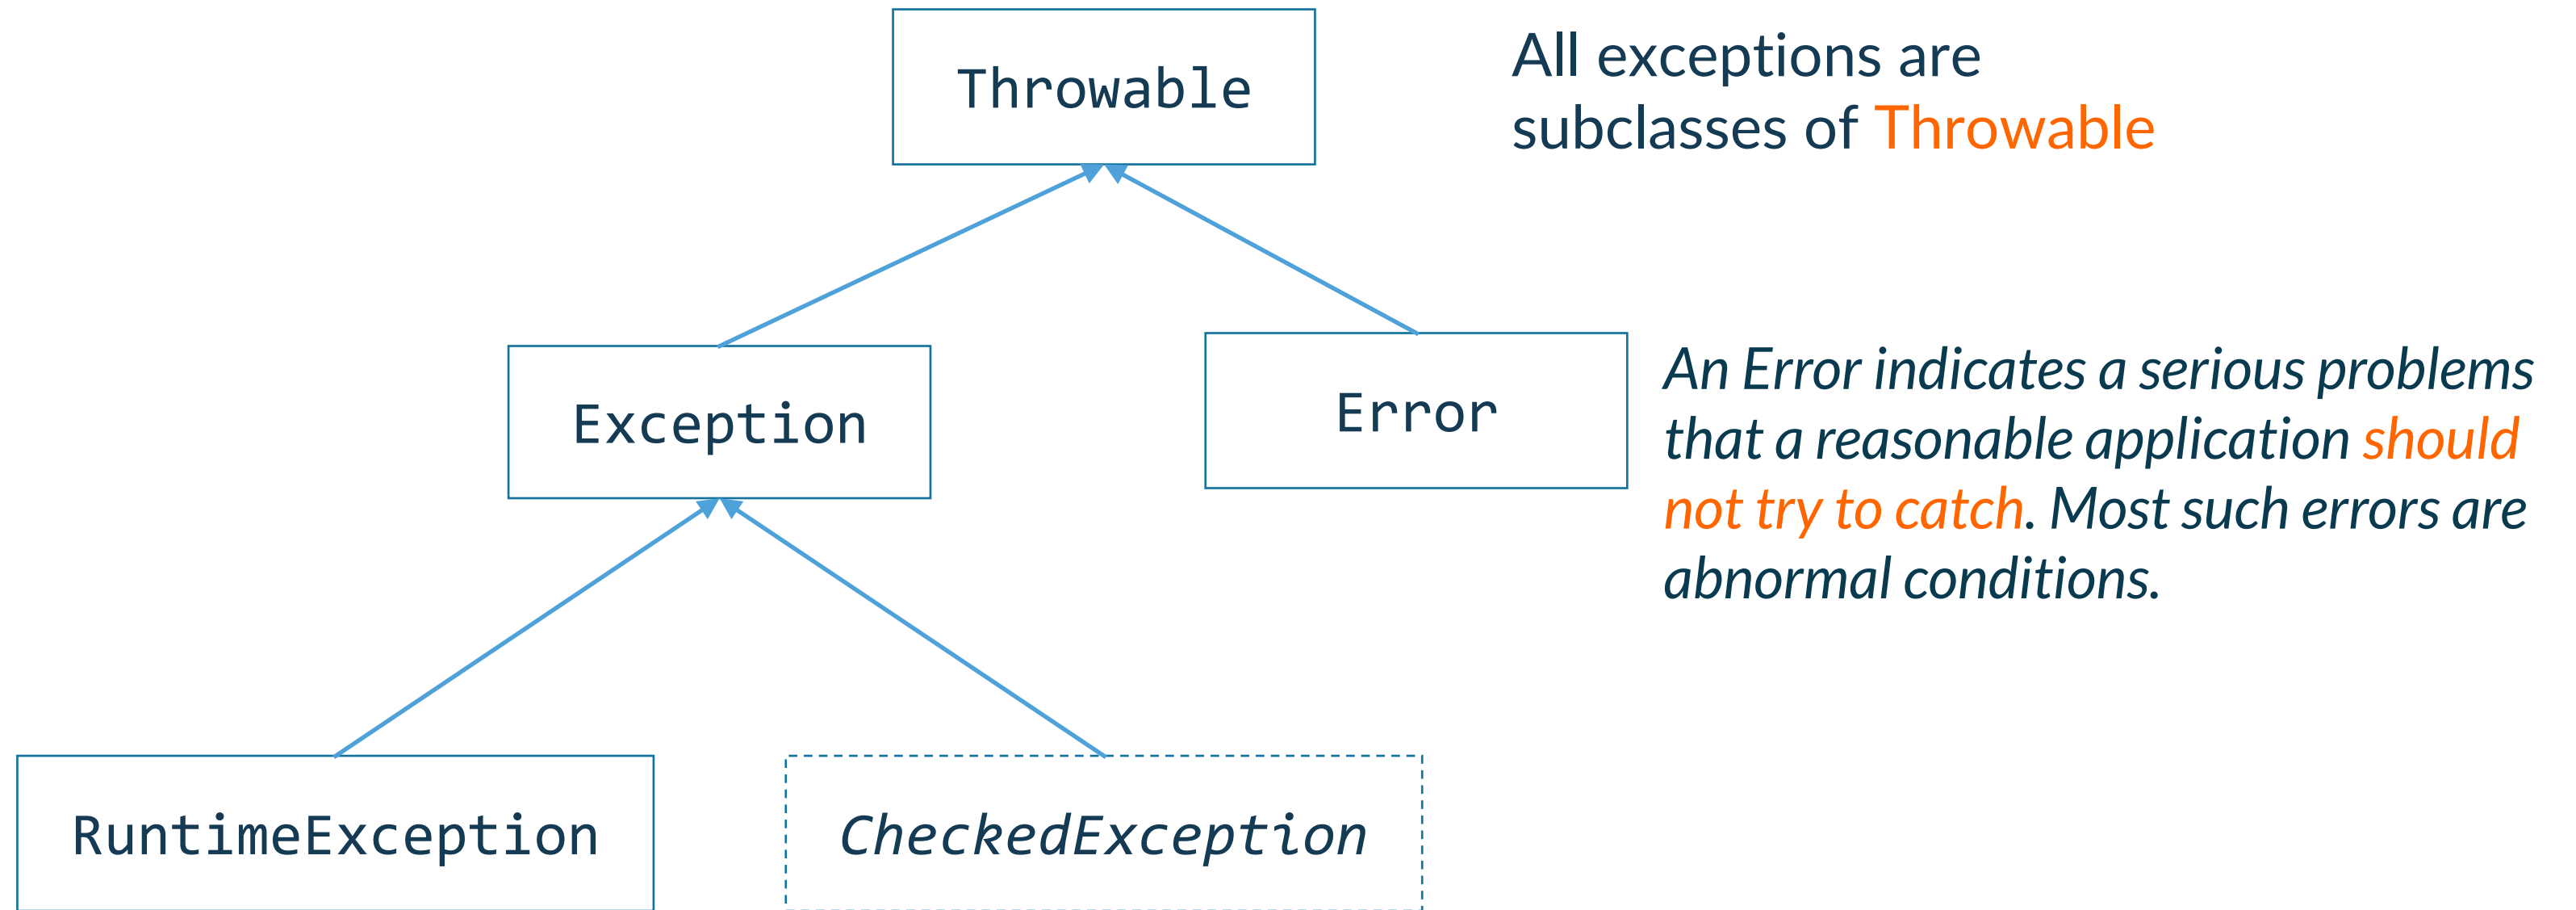 Throwable
All exceptions are
subclasses of Throwable
Exception
Error
An Error indicates a serious problems
that a reasonable application should
not try to catch. Most such errors are
abnormal conditions.
RuntimeException
CheckedException